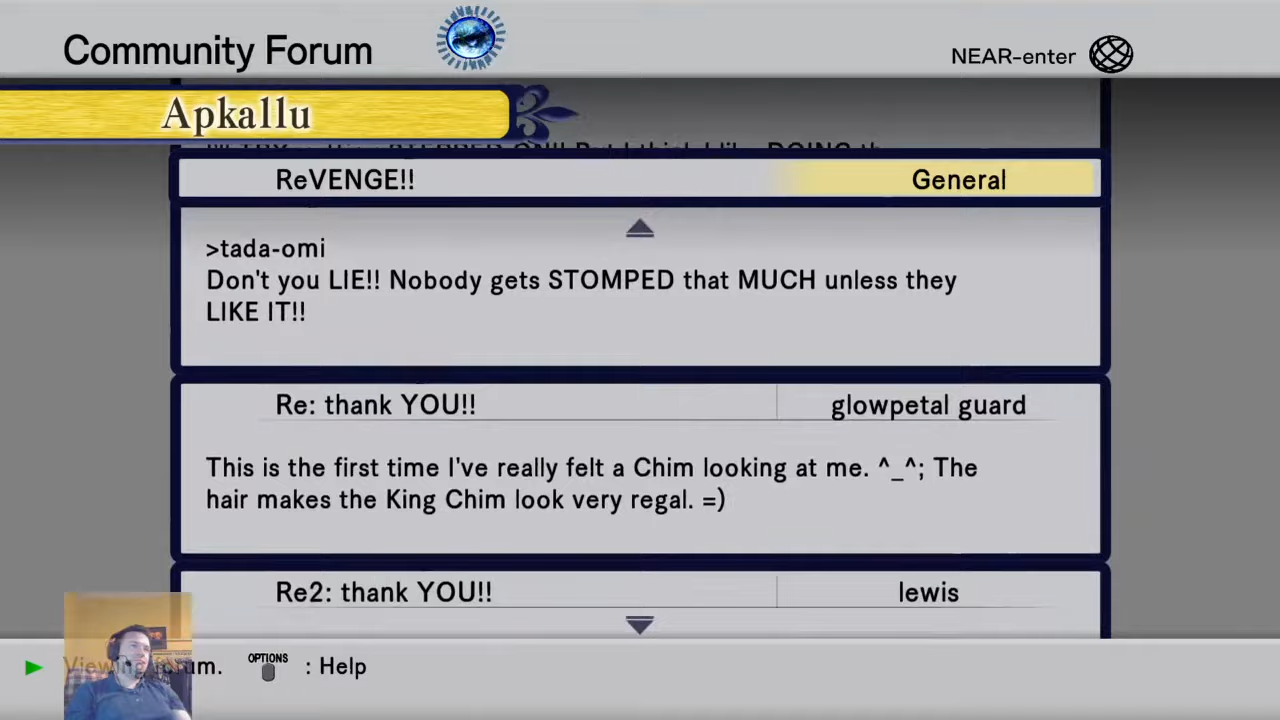 Community Forum
NEAR-enter
Apkallu
ReVENGE!!
General
>tada-omi
Don't you LIE!! Nobody gets STOMPED that MUCH unless they
LIKE IT!!
Re: thank YOU!!
glowpetal guard
This is the first time I've really felt a Chim looking at me. ^_^; The
hair makes the King Chim look very regal. =)
Re2: thank YOU!!
lewis
Viewing forum.
OPTIONS
: Help